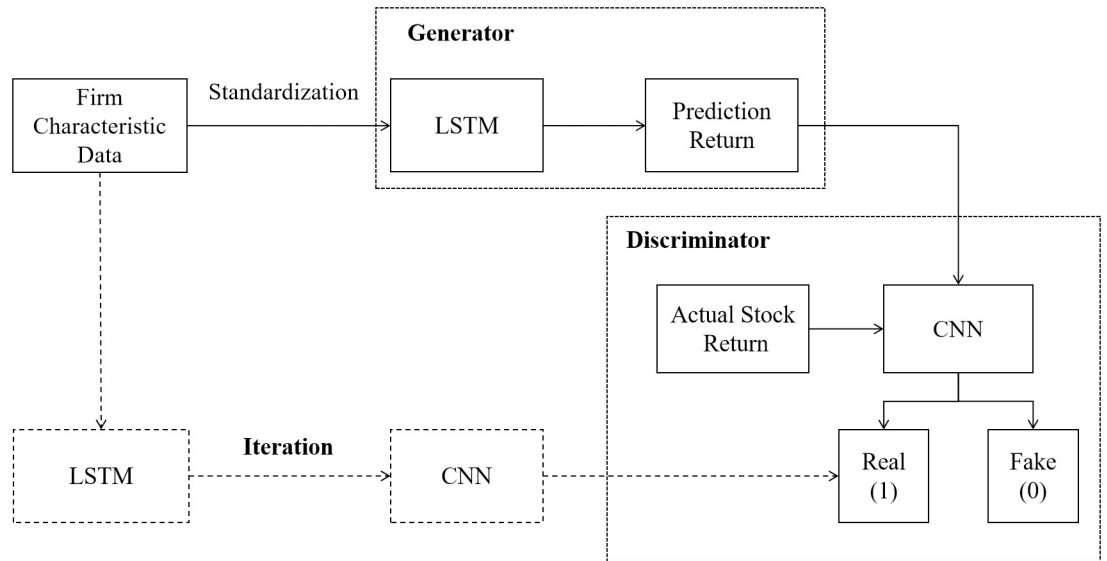 Generator
Firm
Characteristic
Data
Standardization
LSTM
Prediction
Return
Discriminator
Actual Stock
Return
CNN
LSTM
Iteration
CNN
Real
(1)
Fake
(0)